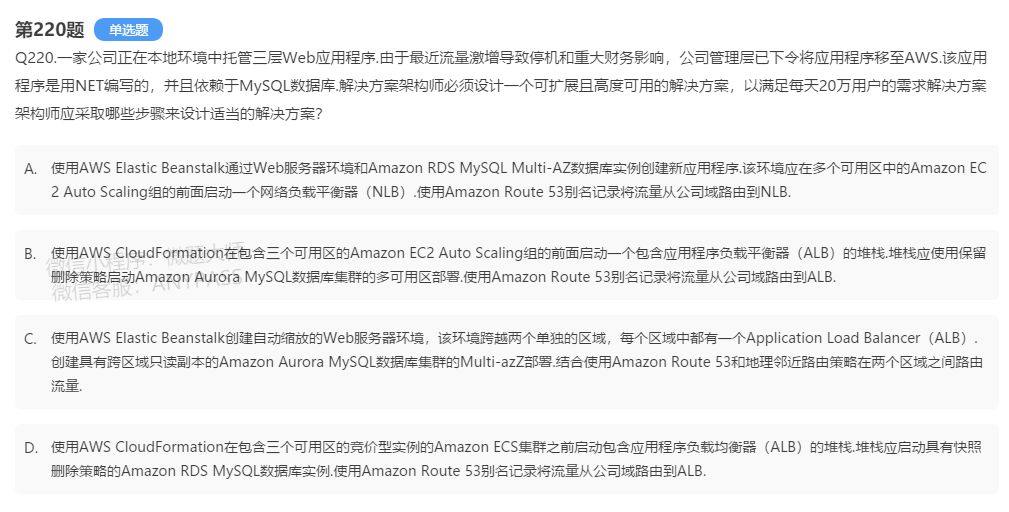 第220题 单选题
Q220.一家公司正在本地环境中托管三层Web应用程序.由于最近流量激增导致停机和重大财务影响，公司管理层已下令将应用程序移至AWS.该应用
程序是用NET编写的，并且依赖于MySQL数据库.解决方案架构师必须设计一个可扩展且高度可用的解决方案，以满足每天20万用户的需求解决方案
架构师应采取哪些步骤来设计适当的解决方案？
A. 使用AWS Elastic Beanstalk通过Web服务器环境和Amazon RDS MySQL Multi-AZ数据库实例创建新应用程序.该环境应在多个可用区中的Amazon EC
2 Auto Scaling组的前面启动一个网络负载平衡器（NLB）.使用Amazon Route 53别名记录将流量从公司域路由到NLB.
B. 使用AWS CloudFormation在包含三个可用区的Amazon EC2 Auto Scaling组的前面启动一个包含应用程序负载平衡器（ALB）的堆栈.堆栈应使用保留
删除策略启动Amazon Aurora MySQL数据库集群的多可用区部署.使用Amazon Route 53别名记录将流量从公司域路由到ALB.
微信小程序：微题大师
微信客服：ANYPASS
C. 使用AWS Elastic Beanstalk创建自动缩放的Web服务器环境，该环境跨越两个单独的区域，每个区域中都有一个Application Load Balancer（ALB）.
创建具有跨区域只读副本的Amazon Aurora MySQL数据库集群的Multi-azZ部署.结合使用Amazon Route 53和地理邻近路由策略在两个区域之间路由
流量.
D. 使用AWS CloudFormation在包含三个可用区的竞价型实例的Amazon ECS集群之前启动包含应用程序负载均衡器（ALB）的堆栈.堆栈应启动具有快照
删除策略的Amazon RDS MySQL数据库实例.使用Amazon Route 53别名记录将流量从公司域路由到ALB.